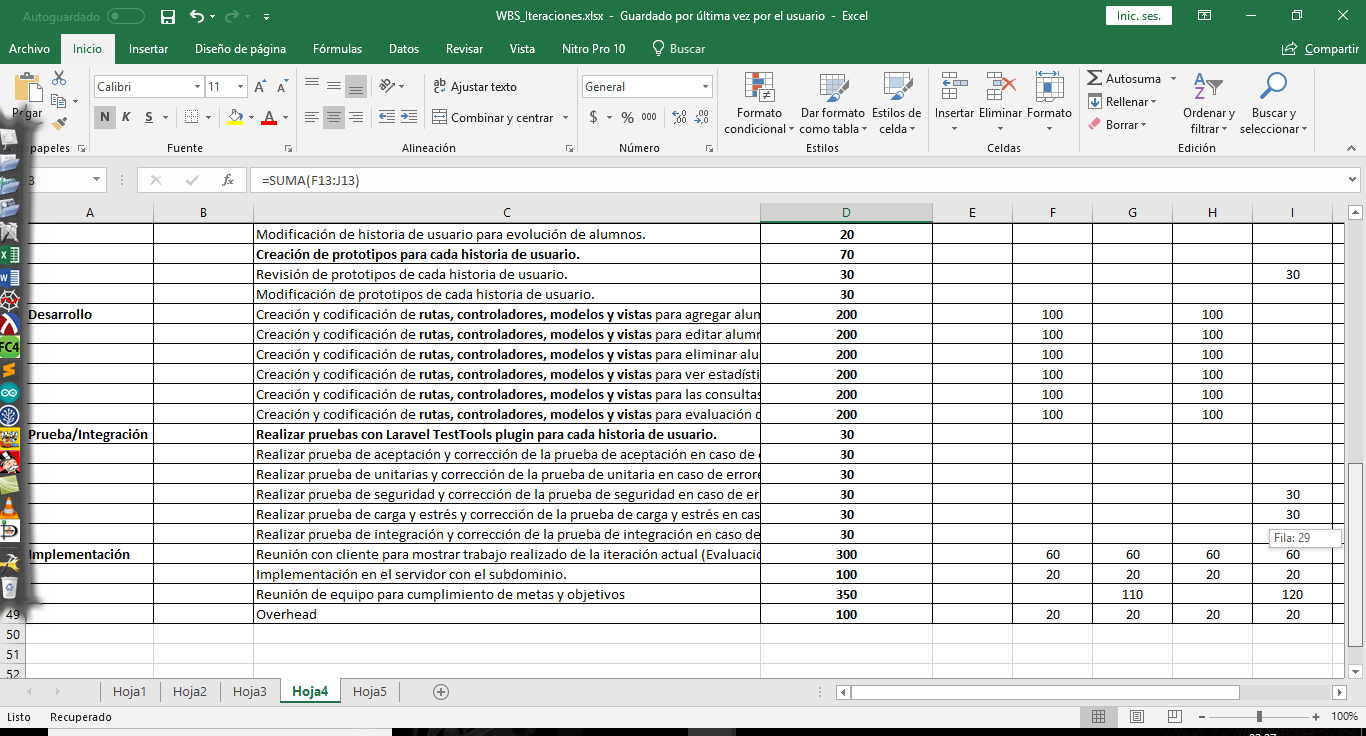 Autoguardado WBS_Iteraciones.xlsx - Guardado por última vez por el usuario - Excel Inic. ses.
Archivo Inicio Insertar Diseño de página Fórmulas Datos Revisar Vista Nitro Pro 10 Buscar Compartir
Calibri 11 Ajustar texto General Autosuma
Pegar N K S Combinar y centrar $ % 000 Formato condicional Dar formato como tabla Estilos de celda Insertar Eliminar Formato Rellenar Borrar Ordenar y filtrar Buscar y seleccionar
papeles Fuente Alineación Número Estilos Celdas Edición
3 fx =SUMA(F13:J13)
A B C D E F G H I
Modificación de historia de usuario para evolución de alumnos. 20
Creación de prototipos para cada historia de usuario. 70
Revisión de prototipos de cada historia de usuario. 30 30
Modificación de prototipos de cada historia de usuario. 30
Desarrollo Creación y codificación de rutas, controladores, modelos y vistas para agregar 200 100 100
Creación y codificación de rutas, controladores, modelos y vistas para editar 200 100 100
Creación y codificación de rutas, controladores, modelos y vistas para eliminar alu 200 100 100
Creación y codificación de rutas, controladores, modelos y vistas para ver estadísti 200 100 100
Creación y codificación de rutas, controladores, modelos y vistas para las consultas 200 100 100
Creación y codificación de rutas, controladores, modelos y vistas para evaluación 200 100 100
Prueba/Integración Realizar pruebas con Laravel TestTools plugin para cada historia de usuario. 30
Realizar prueba de aceptación y corrección de la prueba de aceptación en caso de 30
Realizar prueba de unitarias y corrección de la prueba de unitaria en caso de errore 30
Realizar prueba de seguridad y corrección de la prueba de seguridad en caso de er 30 30
Realizar prueba de carga y estrés y corrección de la prueba de carga y estrés en cas 30 30
Realizar prueba de integración y corrección de la prueba de integración en caso de 30
Fila: 29
Implementación Reunión con cliente para mostrar trabajo realizado de la iteración actual (Evaluacio 300 60 60 60 60
Implementación en el servidor con el subdominio. 100 20 20 20 20
Reunión de equipo para cumplimiento de metas y objetivos 350 110 120
49 Overhead 100 20 20 20 20
50
51
52
Hoja1 Hoja2 Hoja3 Hoja4 Hoja5
Listo Recuperado 100%